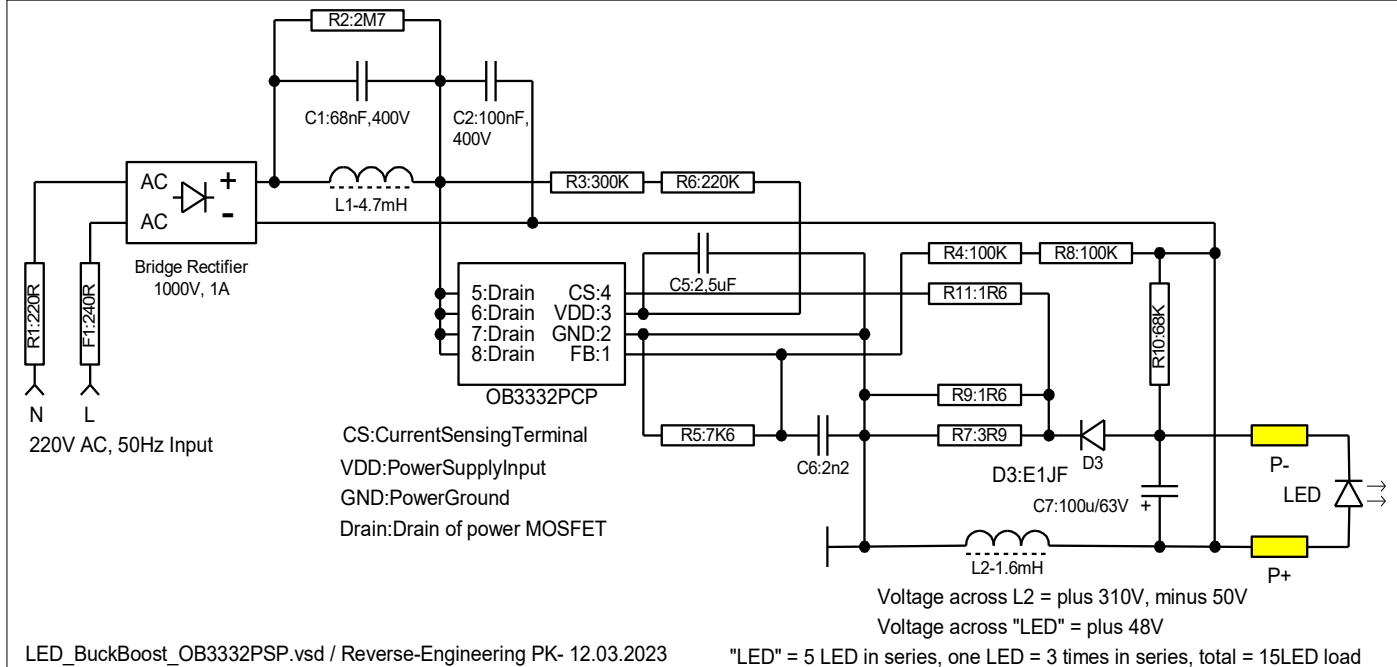 R2:2M7
C1:68nF,400V
C2:100nF,
400V
AC
+
AC
-
L1-4.7mH
R3:300K
R6:220K
Bridge Rectifier
1000V, 1A
R1:220R
F1:240R
N
L
220V AC, 50Hz Input
C5:2,5uF
R4:100K
R8:100K
5:Drain
CS:4
6:Drain
VDD:3
7:Drain
GND:2
8:Drain
FB:1
OB3332PCP
R11:1R6
R10:68K
R9:1R6
R5:7K6
C6:2n2
R7:3R9
D3
D3:E1JF
C7:100u/63V
+
P-
LED
P+
L2-1.6mH
CS:CurrentSensingTerminal
VDD:PowerSupplyInput
GND:PowerGround
Drain:Drain of power MOSFET
Voltage across L2 = plus 310V, minus 50V
Voltage across "LED" = plus 48V
LED_BuckBoost_OB3332PSP.vsd / Reverse-Engineering PK- 12.03.2023
"LED" = 5 LED in series, one LED = 3 times in series, total = 15LED load